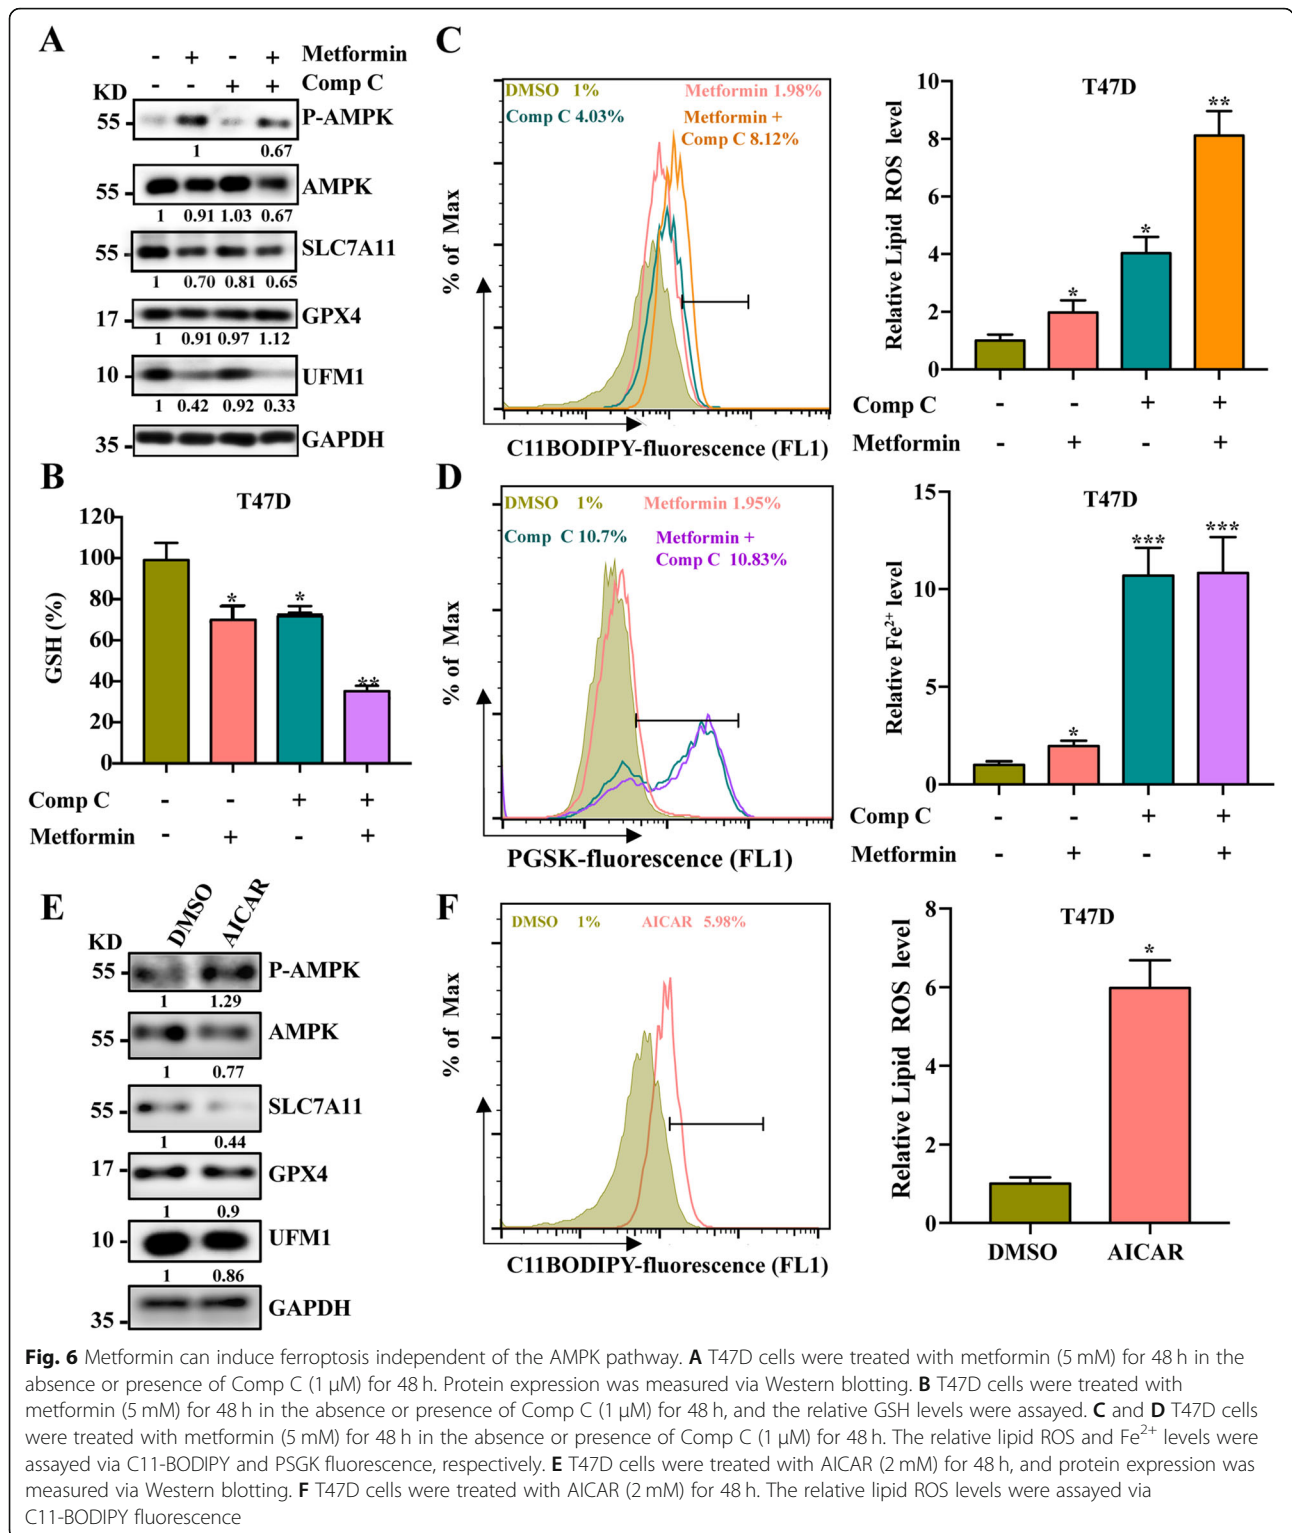 A
- + - + Metformin
- - + + Comp C
KD
55 P-AMPK
1 0.67
55 AMPK
1 0.91 1.03 0.67
55 SLC7A11
1 0.70 0.81 0.65
17 GPX4
1 0.91 0.97 1.12
10 UFM1
1 0.42 0.92 0.33
35 GAPDH
C
DMSO 1% Metformin 1.98%
Comp C 4.03% Metformin +
Comp C 8.12%
% of Max
C11BODIPY-fluorescence (FL1)
T47D
Relative Lipid ROS level
10
8
6
4
2
0
* * **
Comp C - - + +
Metformin - + - +
B
T47D
GSH (%)
120
100
80
60
40
20
0
* * **
Comp C - - + +
Metformin - + - +
D
DMSO 1% Metformin 1.95%
Comp C 10.7% Metformin +
Comp C 10.83%
% of Max
PGSK-fluorescence (FL1)
T47D
Relative Fe²⁺ level
15
10
5
0
* *** ***
Comp C - - + +
Metformin - + - +
E
DMSO AICAR
KD
55 P-AMPK
1 1.29
55 AMPK
1 0.77
55 SLC7A11
1 0.44
17 GPX4
1 0.9
10 UFM1
1 0.86
35 GAPDH
F
DMSO 1% AICAR 5.98%
% of Max
C11BODIPY-fluorescence (FL1)
T47D
Relative Lipid ROS level
8
6
4
2
0
*
DMSO AICAR
Fig. 6 Metformin can induce ferroptosis independent of the AMPK pathway. A T47D cells were treated with metformin (5 mM) for 48 h in the
absence or presence of Comp C (1 μM) for 48 h. Protein expression was measured via Western blotting. B T47D cells were treated with
metformin (5 mM) for 48 h in the absence or presence of Comp C (1 μM) for 48 h, and the relative GSH levels were assayed. C and D T47D cells
were treated with metformin (5 mM) for 48 h in the absence or presence of Comp C (1 μM) for 48 h. The relative lipid ROS and Fe²⁺ levels were
assayed via C11-BODIPY and PSGK fluorescence, respectively. E T47D cells were treated with AICAR (2 mM) for 48 h, and protein expression was
measured via Western blotting. F T47D cells were treated with AICAR (2 mM) for 48 h. The relative lipid ROS levels were assayed via
C11-BODIPY fluorescence